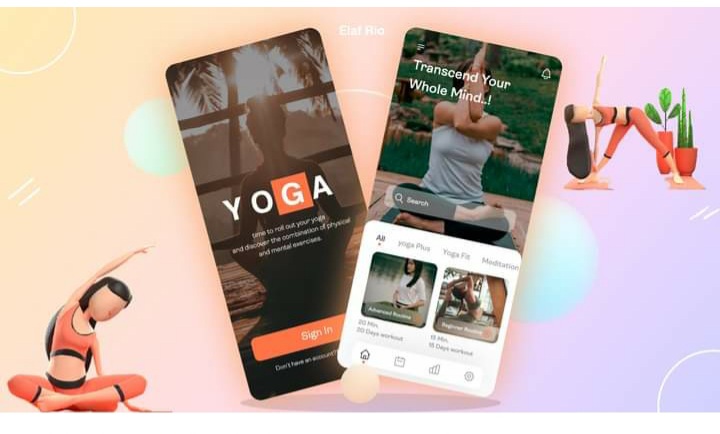 Elaf Rio
YOGA
time to roll out your yoga
and discover the combination of physical
and mental exercises.
Sign In
Don't have an account?
Transcend Your
Whole Mind..!
Search
All
yoga Plus
Yoga Fit
Meditation
Advanced Routine
20 Min.
20 Days workout
Beginner Routine
15 Min.
15 Days workout